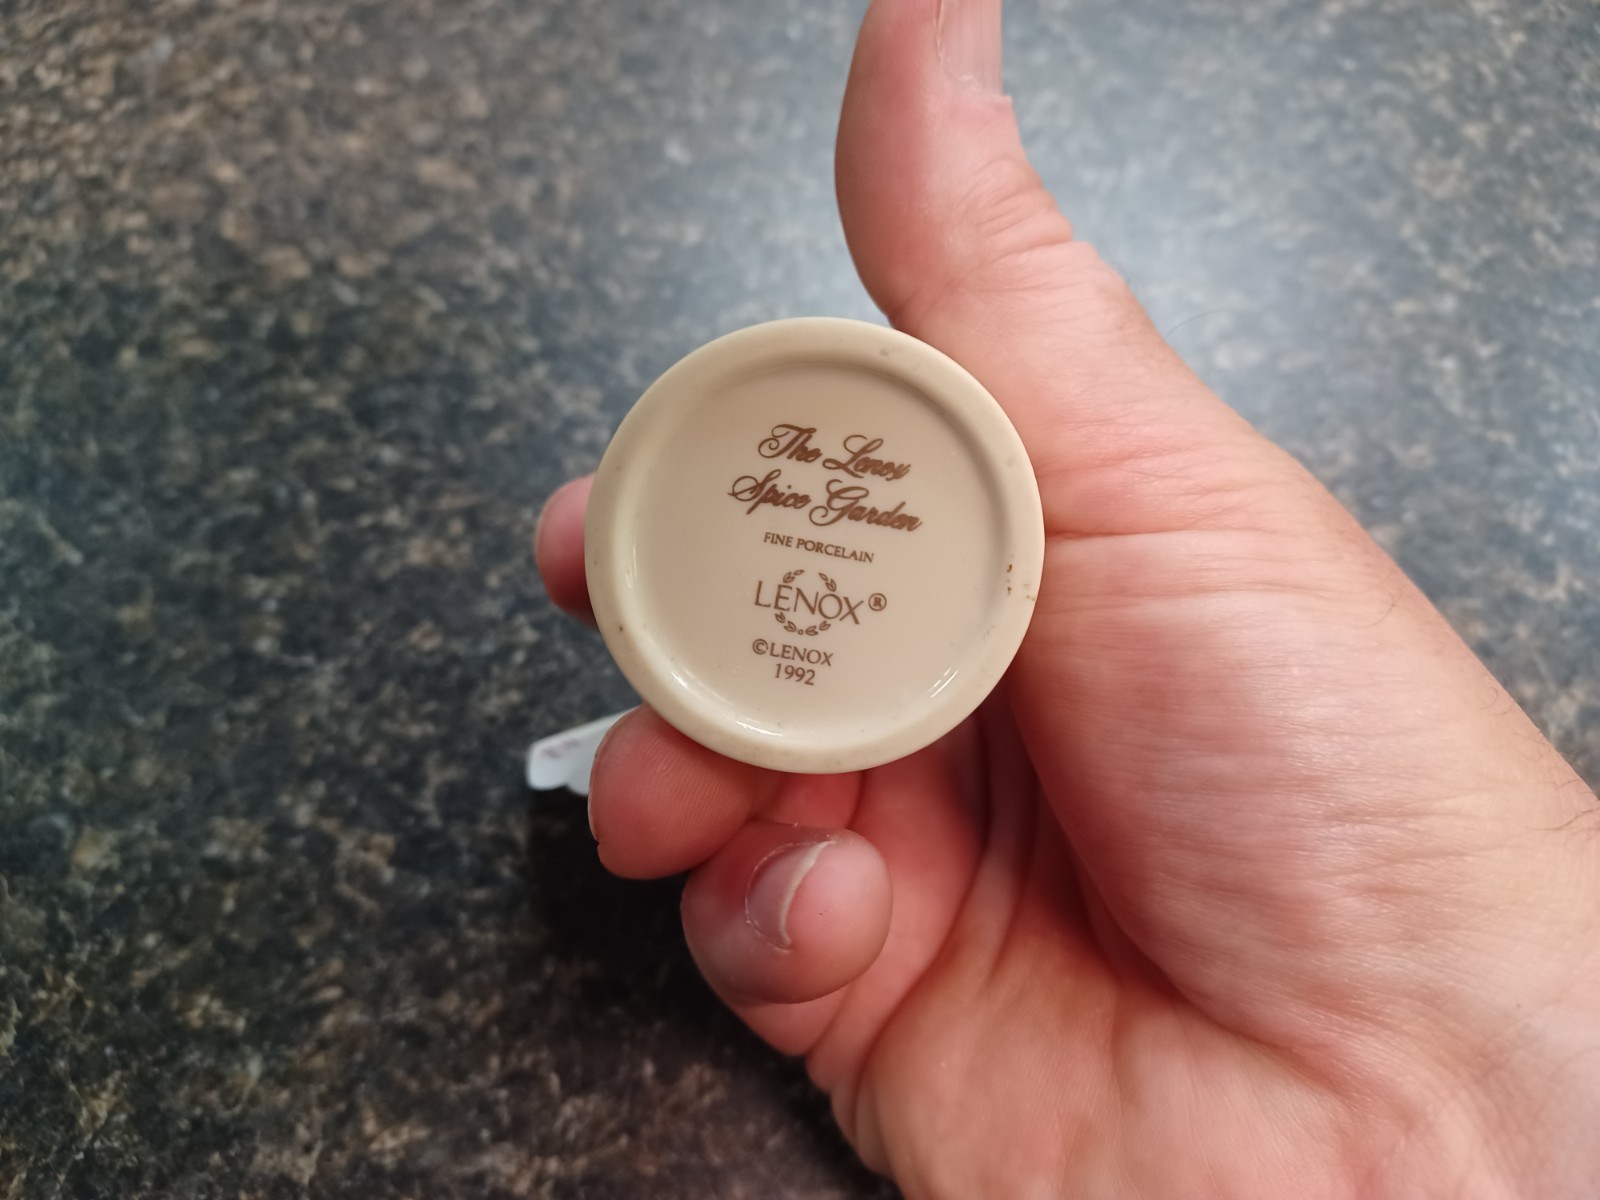 The Lenox
Spice Garden
FINE PORCELAIN
LENOX®
©LENOX
1992